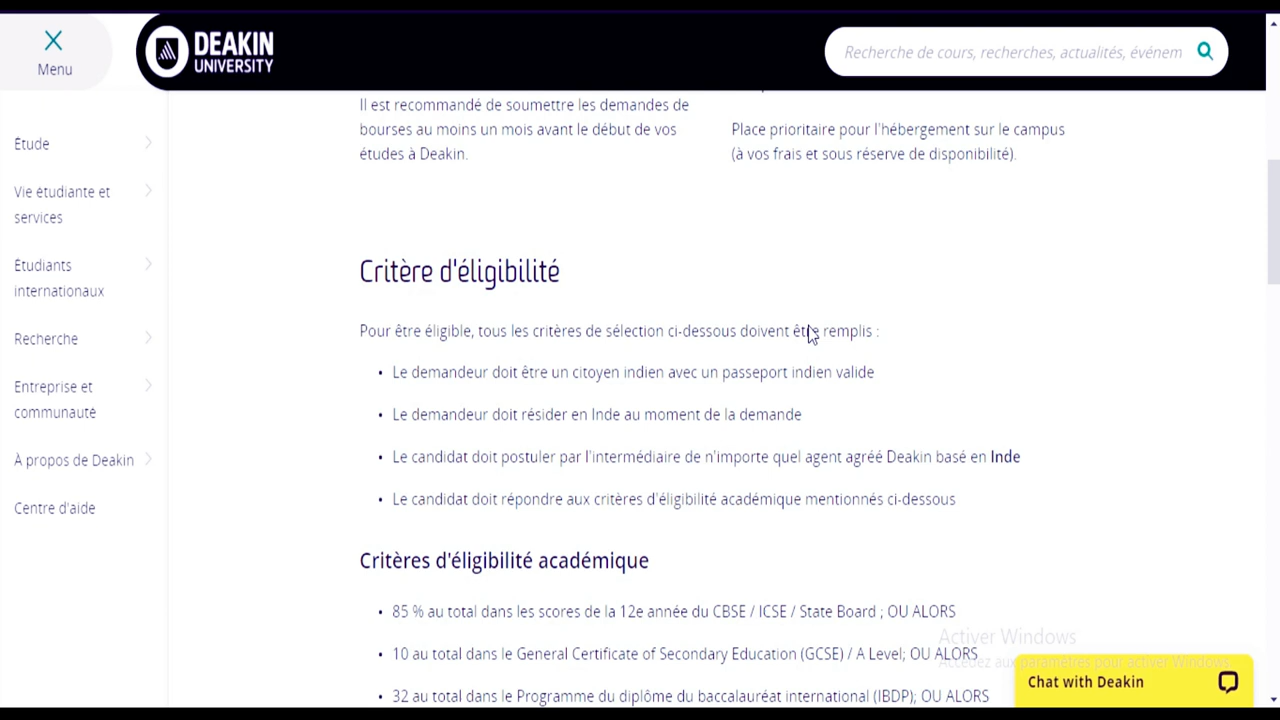 Menu
DEAKIN
UNIVERSITY
Recherche de cours, recherches, actualités, événem
Étude
Vie étudiante et
services
Étudiants
internationaux
Recherche
Entreprise et
communauté
À propos de Deakin
Centre d'aide
Il est recommandé de soumettre les demandes de
bourses au moins un mois avant le début de vos
études à Deakin.
Place prioritaire pour l'hébergement sur le campus
(à vos frais et sous réserve de disponibilité).
Critère d'éligibilité
Pour être éligible, tous les critères de sélection ci-dessous doivent être remplis :
• Le demandeur doit être un citoyen indien avec un passeport indien valide
• Le demandeur doit résider en Inde au moment de la demande
• Le candidat doit postuler par l'intermédiaire de n'importe quel agent agréé Deakin basé en Inde
• Le candidat doit répondre aux critères d'éligibilité académique mentionnés ci-dessous
Critères d'éligibilité académique
• 85 % au total dans les scores de la 12e année du CBSE / ICSE / State Board ; OU ALORS
• 10 au total dans le General Certificate of Secondary Education (GCSE) / A Level; OU ALORS
• 32 au total dans le Programme du diplôme du baccalauréat international (IBDP); OU ALORS
Activer Windows
Accédez aux paramètres pour activer Windows.
Chat with Deakin